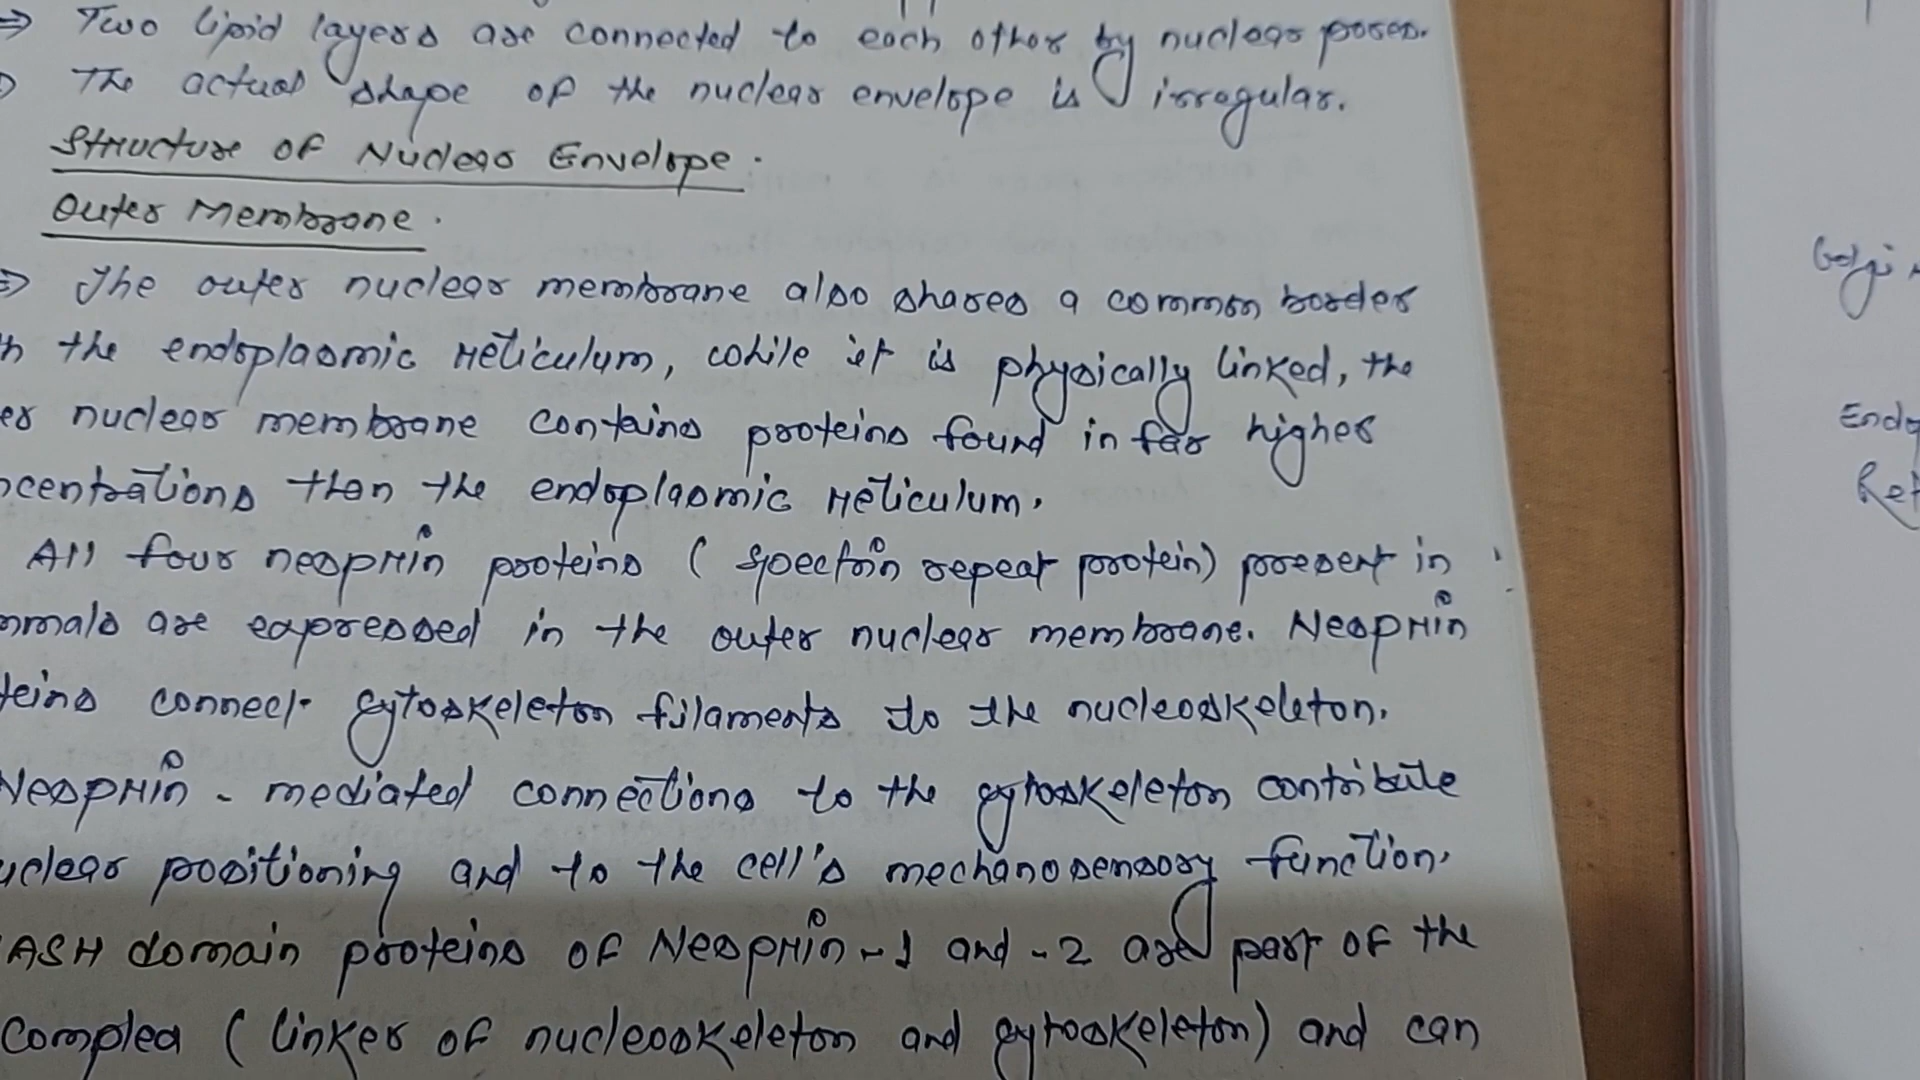 ⇒ Two lipid layers are connected to each other by nuclear pores.
The actual shape of the nuclear envelope is irregular.
Structure of Nuclear Envelope.
Outer Membrane.
⇒ The outer nuclear membrane also shares a common border
the endoplasmic reticulum, while it is physically linked, the
er nuclear membrane contains proteins found in far higher
centrations than the endoplasmic reticulum.
All four nesprin proteins (spectrin repeat protein) present in
mmals are expressed in the outer nuclear membrane. Nesprin
teins connect cytoskeleton filaments to the nucleoskeleton.
Nesprin - mediated connections to the cytoskeleton contribute
uclear positioning and to the cell's mechanosensory function.
ASH domain proteins of Nesprin-1 and -2 are part of the
Complex (linker of nucleoskeleton and cytoskeleton) and can
Golgi
Endo
Ret